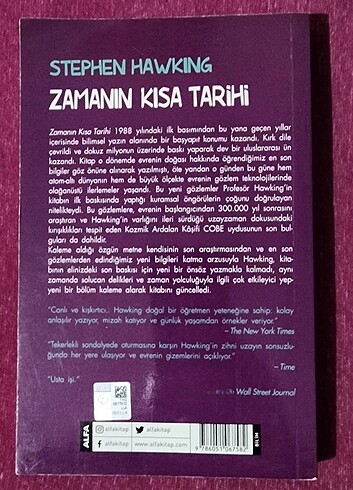 STEPHEN HAWKING
ZAMANIN KISA TARİHİ
Zamanın Kısa Tarihi 1988 yılındaki ilk basımından bu yana geçen yıllar
içerisinde bilimsel yazın alanında bir başyapıt konumu kazandı. Kırk dile
çevrildi ve dokuz milyonun üzerinde baskı yaparak dev bir uluslararası ün
kazandı. Kitap o dönemde evrenin doğası hakkında öğrendiğimiz en son
bilgiler göz önüne alınarak yazılmıştı, öte yandan o günden bu güne hem
atom-altı dünyanın hem de büyük ölçekte evrenin gözlem teknolojilerinde
olağanüstü ilerlemeler yaşandı. Bu yeni gözlemler Profesör Hawking'in
kitabın ilk baskısında yaptığı kuramsal öngörülerin çoğunu doğrulayan
nitelikteydi. Bu gözlemlere, evrenin başlangıcından 300.000 yıl sonrasını
araştıran ve Hawking'in varlığını ileri sürdüğü uzayzaman dokusundaki
kırışıklıkları tespit eden Kozmik Ardalan Kâşifi COBE uydusunun son bul-
guları da dahildir.
Kaleme aldığı özgün metne kendisinin son araştırmasından ve en son
gözlemlerden edindiğimiz yeni bilgileri katma arzusuyla Hawking, kita-
bının elinizdeki son baskısı için yeni bir önsöz yazmakla kalmadı, aynı
zamanda solucan delikleri ve zaman yolculuğuyla ilgili çok etkileyici yep-
yeni bir bölüm kaleme alarak kitabını güncelledi.
"Canlı ve kışkırtıcı... Hawking doğal bir öğretmen yeteneğine sahip: kolay
anlaşılır yazıyor, mizah katıyor ve günlük yaşamdan örnekler veriyor."
– The New York Times
"Tekerlekli sandalyede oturmasına karşın Hawking'in zihni uzayın sonsuzlu-
ğunda her yere ulaşıyor ve evrenin gizemlerini açıklıyor."
– Time
"Usta işi."
Wall Street Journal
ALFA
alfakitap
alfakitap
alfakitap
www.alfakitap.com
9 786051 067582
BİLİM